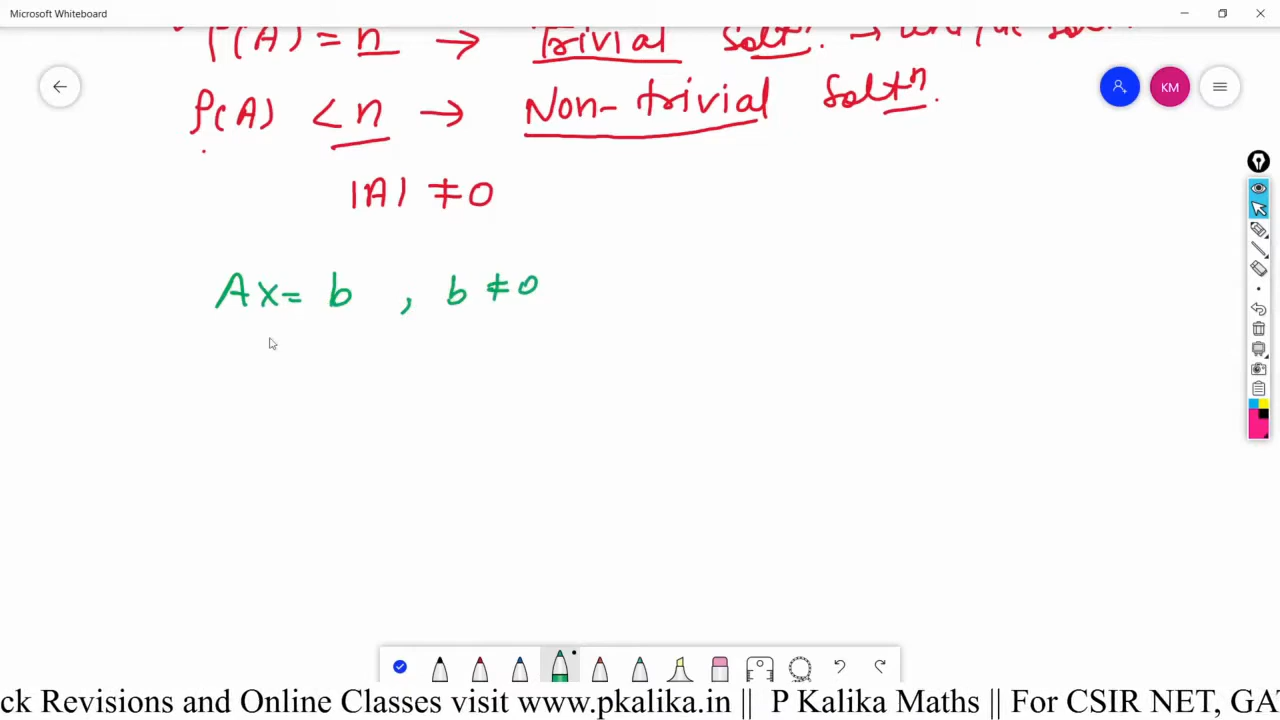 Microsoft Whiteboard
ρ(A) = n → Trivial Soltⁿ. →
ρ(A) < n → Non-trivial Soltⁿ.
KM
|A| ≠ 0
Ax = b , b ≠ 0
ck Revisions and Online Classes visit www.pkalika.in || P Kalika Maths || For CSIR NET, GA